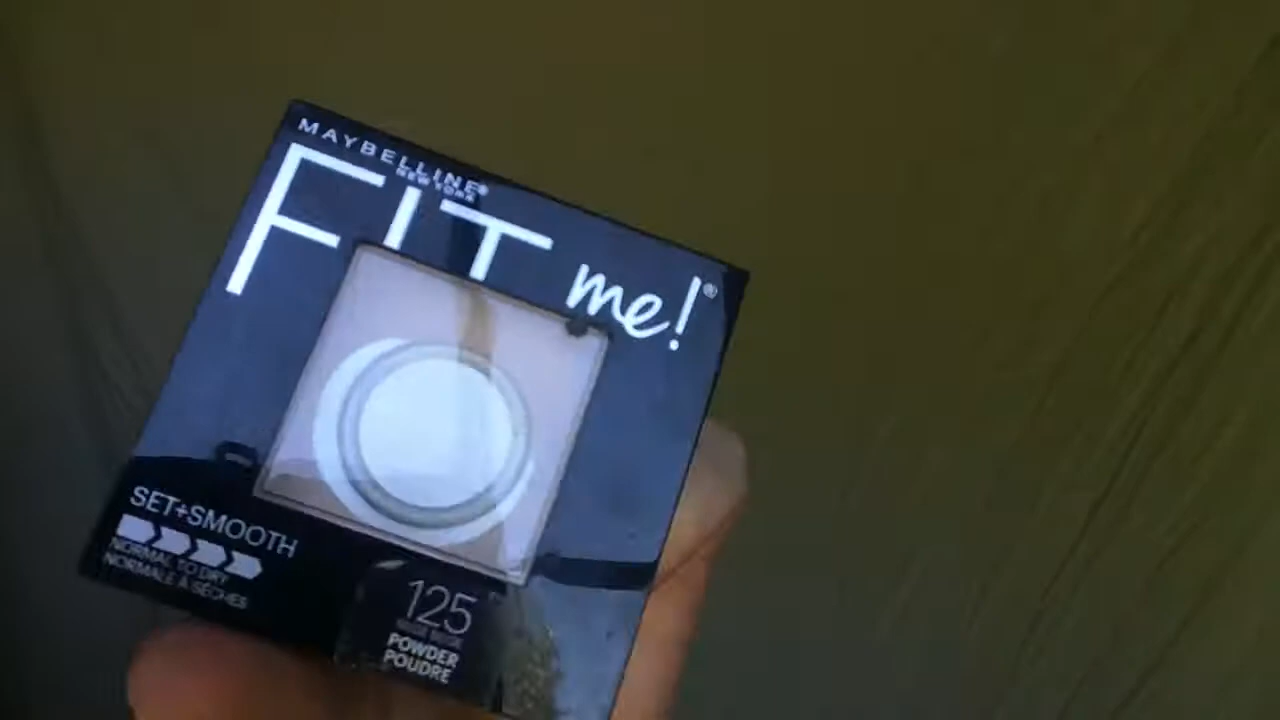 MAYBELLINE®
NEW YORK
FIT
me!®
SET+SMOOTH
NORMAL TO DRY
NORMALE À SÈCHES
125
POWDER
POUDRE